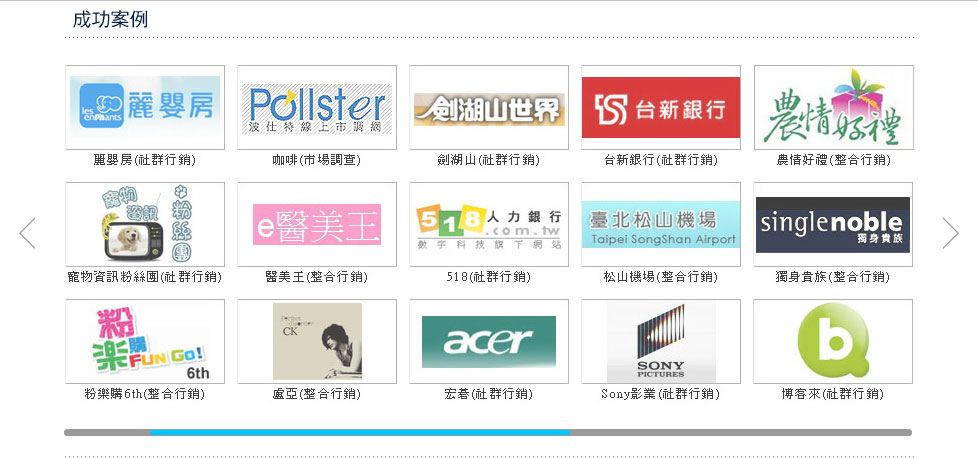 成功案例
les enphants 麗嬰房
Pollster
波仕特線上市調網
劍湖山世界
台新銀行
農情好禮
麗嬰房(社群行銷)
咖啡(市場調查)
劍湖山(社群行銷)
台新銀行(社群行銷)
農情好禮(整合行銷)
寵物資訊粉絲團
e醫美王
518人力銀行
.com.tw
數字科技旗下網站
臺北松山機場
Taipei SongShan Airport
singlenoble
獨身貴族
寵物資訊粉絲團(社群行銷)
醫美王(整合行銷)
518(社群行銷)
松山機場(整合行銷)
獨身貴族(整合行銷)
粉樂購FUN GO!
6th
CK
acer
SONY
PICTURES
b
粉樂購6th(整合行銷)
盧亞(整合行銷)
宏碁(社群行銷)
Sony影業(社群行銷)
博客來(社群行銷)